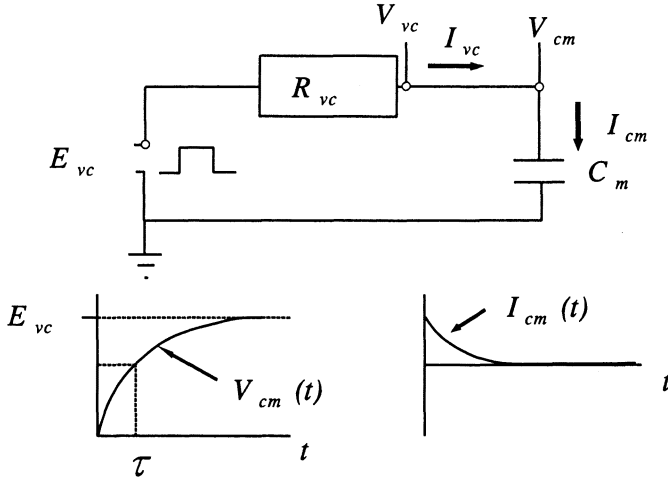 V vc
I vc
V cm
R vc
E vc
I cm
C m
E vc
V cm (t)
τ
t
I cm (t)
t